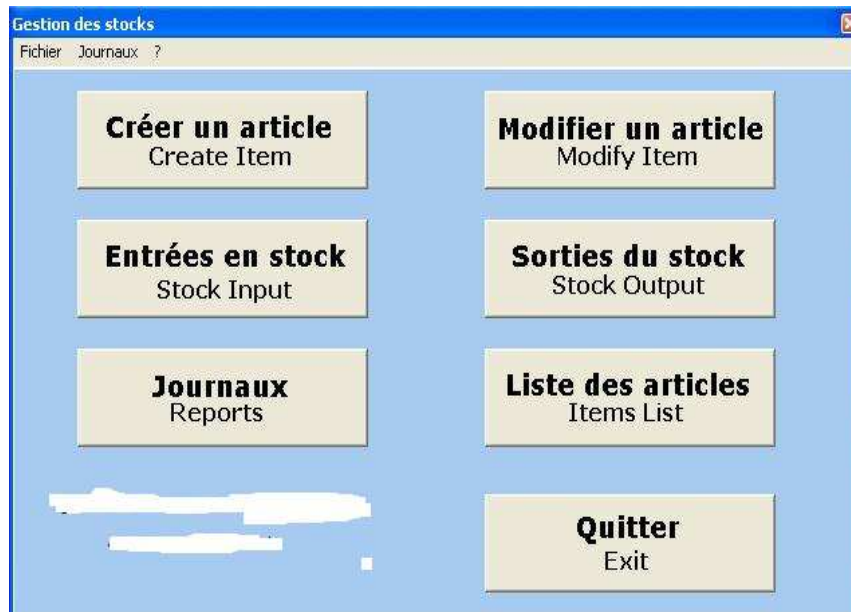 Gestion des stocks
Fichier Journaux ?
Créer un article
Create Item
Modifier un article
Modify Item
Entrées en stock
Stock Input
Sorties du stock
Stock Output
Journaux
Reports
Liste des articles
Items List
Quitter
Exit